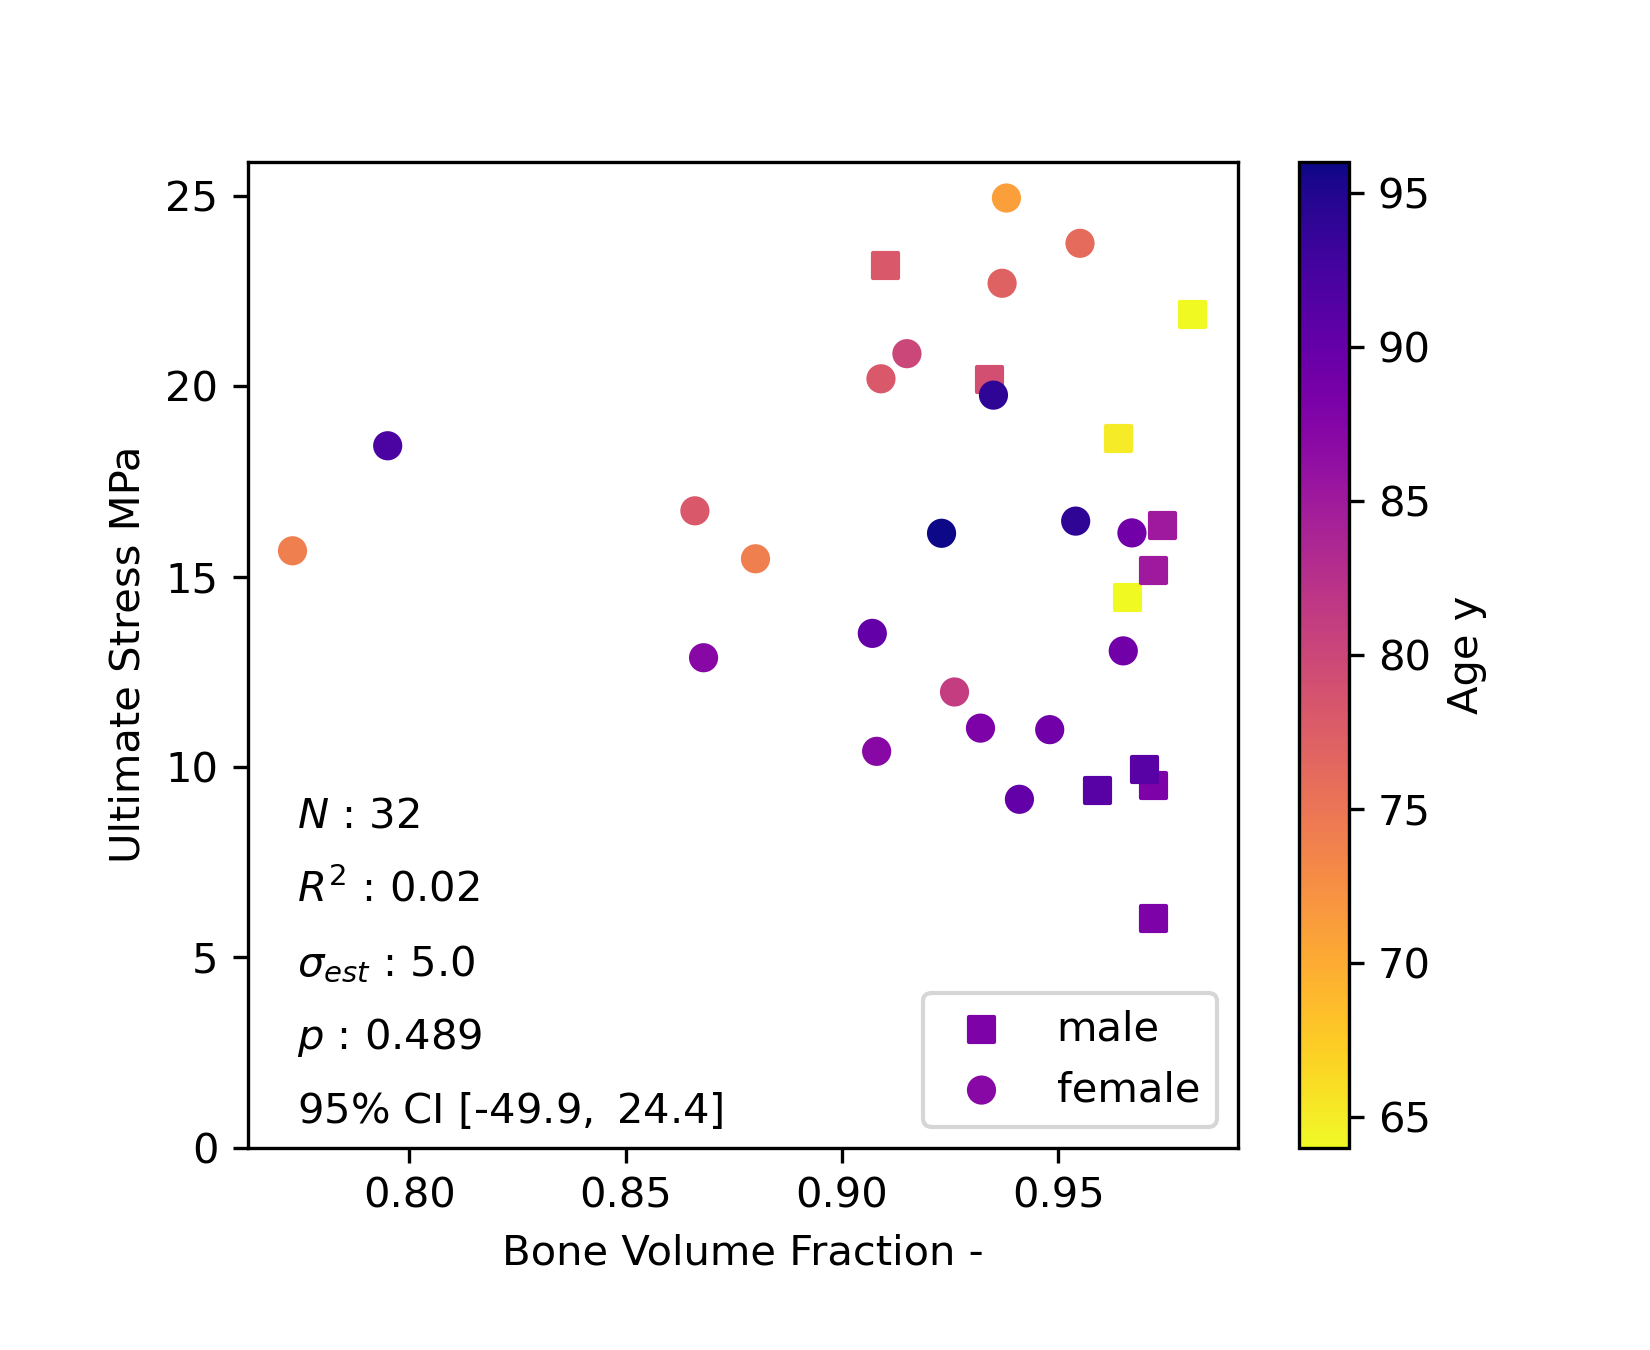 25
20
15
10
5
0
Ultimate Stress MPa
N : 32
R² : 0.02
σest : 5.0
p : 0.489
95% CI [-49.9, 24.4]
male
female
0.80 0.85 0.90 0.95
Bone Volume Fraction -
95
90
85
80
75
70
65
Age y